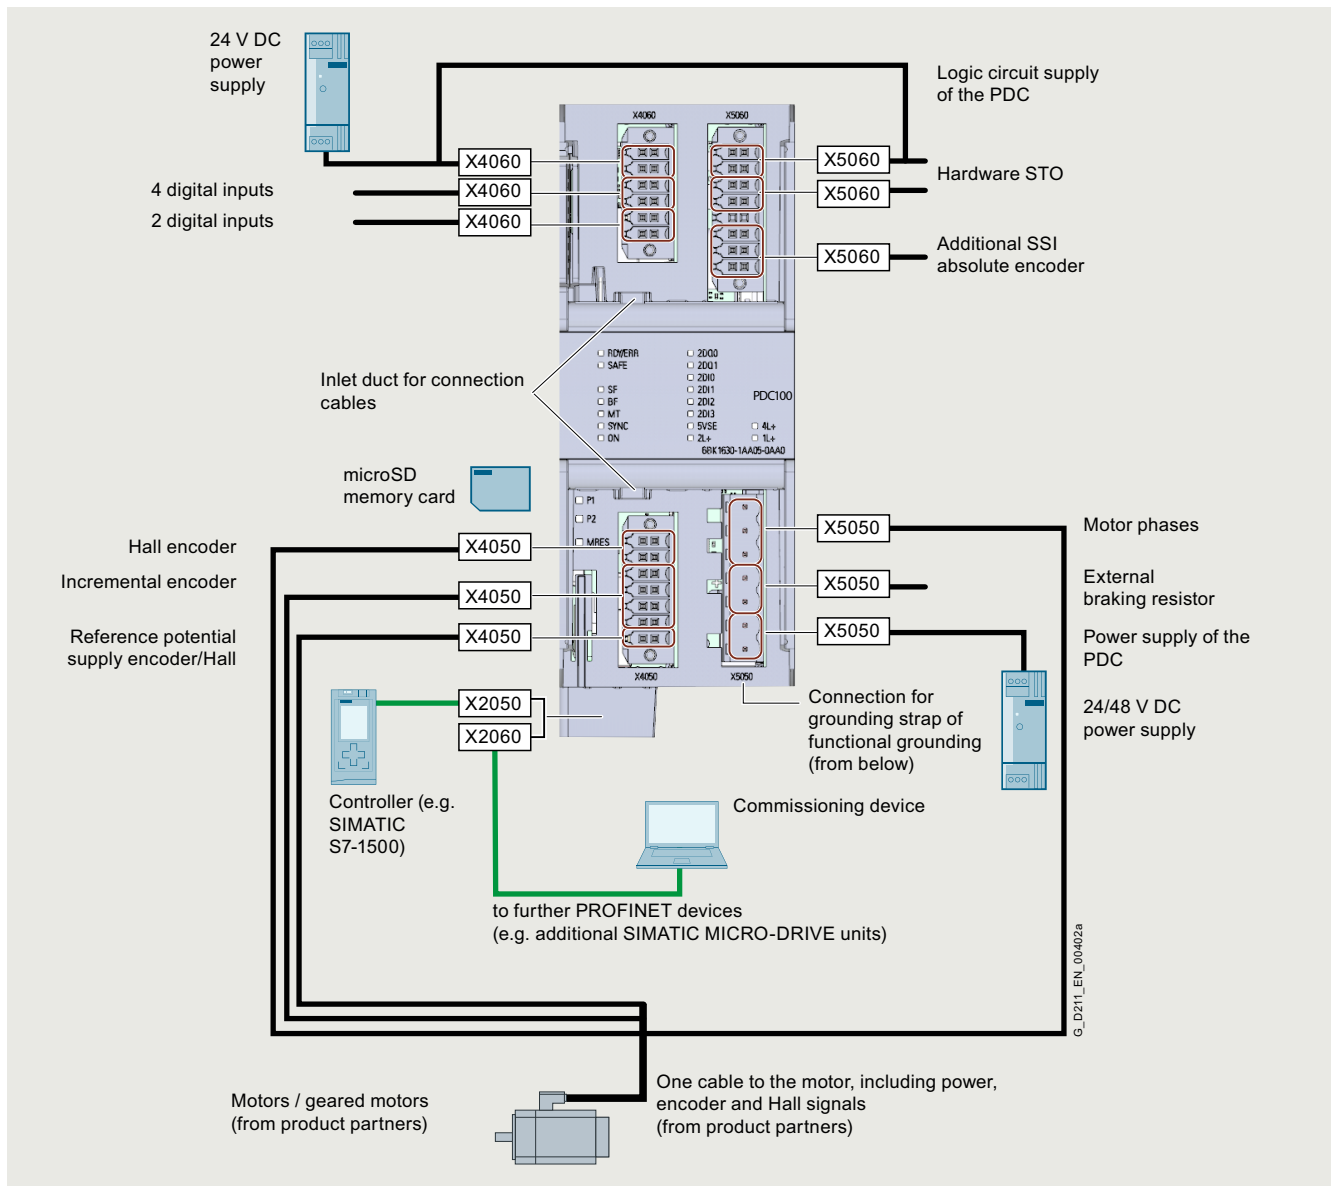 24 V DC
power
supply
Logic circuit supply
of the PDC
X4060
X5060
X4060
X5060
Hardware STO
4 digital inputs
X4060
X5060
2 digital inputs
X4060
Additional SSI
absolute encoder
X5060
RDY/ERR
SAFE
SF
BF
MT
SYNC
ON
2DQ0
2DQ1
2DI0
2DI1
2DI2
2DI3
5VSE
2L+
4L+
1L+
PDC100
6BK1630-1AA05-0AA0
Inlet duct for connection
cables
microSD
memory card
P1
P2
MRES
Hall encoder
X4050
X5050
Motor phases
Incremental encoder
X4050
X5050
External
braking resistor
Reference potential
supply encoder/Hall
X4050
X5050
Power supply of the
PDC
X4050
X5050
X2050
X2060
Connection for
grounding strap of
functional grounding
(from below)
24/48 V DC
power supply
Controller (e.g.
SIMATIC
S7-1500)
Commissioning device
to further PROFINET devices
(e.g. additional SIMATIC MICRO-DRIVE units)
G_D211_EN_00402a
Motors / geared motors
(from product partners)
One cable to the motor, including power,
encoder and Hall signals
(from product partners)